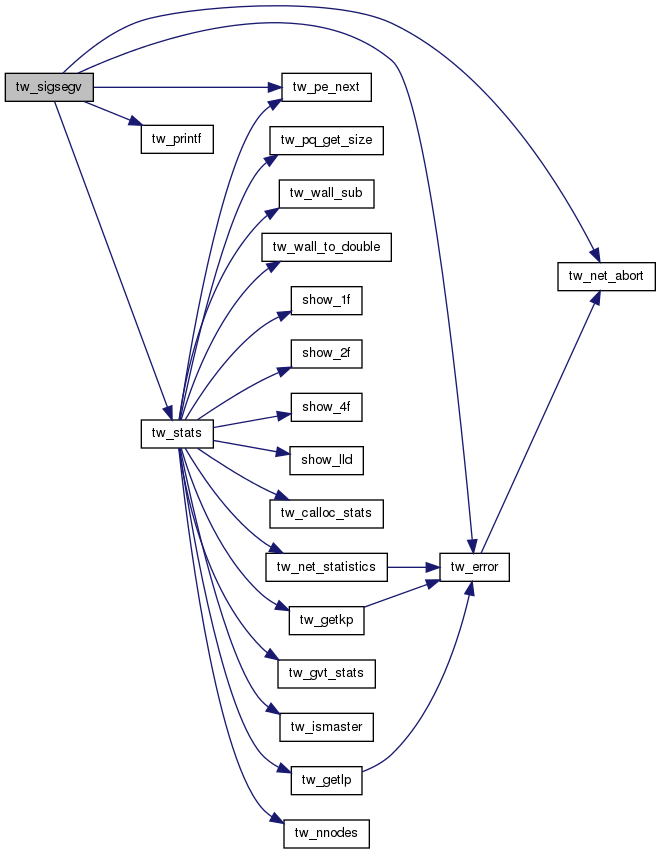 tw_sigsegv
tw_pe_next
tw_printf
tw_pq_get_size
tw_wall_sub
tw_wall_to_double
tw_net_abort
show_1f
show_2f
show_4f
tw_stats
show_lld
tw_calloc_stats
tw_net_statistics
tw_error
tw_getkp
tw_gvt_stats
tw_ismaster
tw_getlp
tw_nnodes